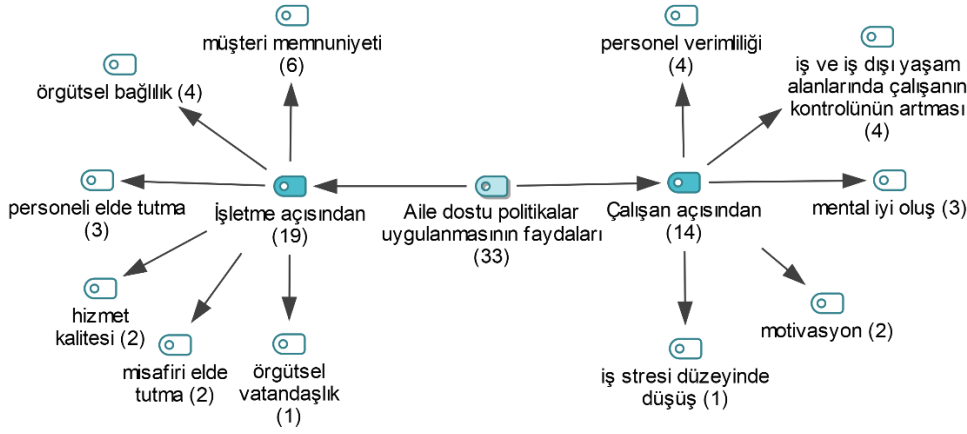 müşteri memnuniyeti
(6)
örgütsel bağlılık (4)
personeli elde tutma
(3)
İşletme açısından
(19)
hizmet
kalitesi (2)
misafiri elde
tutma (2)
örgütsel
vatandaşlık
(1)
Aile dostu politikalar
uygulanmasının faydaları
(33)
personel verimliliği
(4)
iş ve iş dışı yaşam
alanlarında çalışanın
kontrolünün artması
(4)
Çalışan açısından
(14)
mental iyi oluş (3)
motivasyon (2)
iş stresi düzeyinde
düşüş (1)